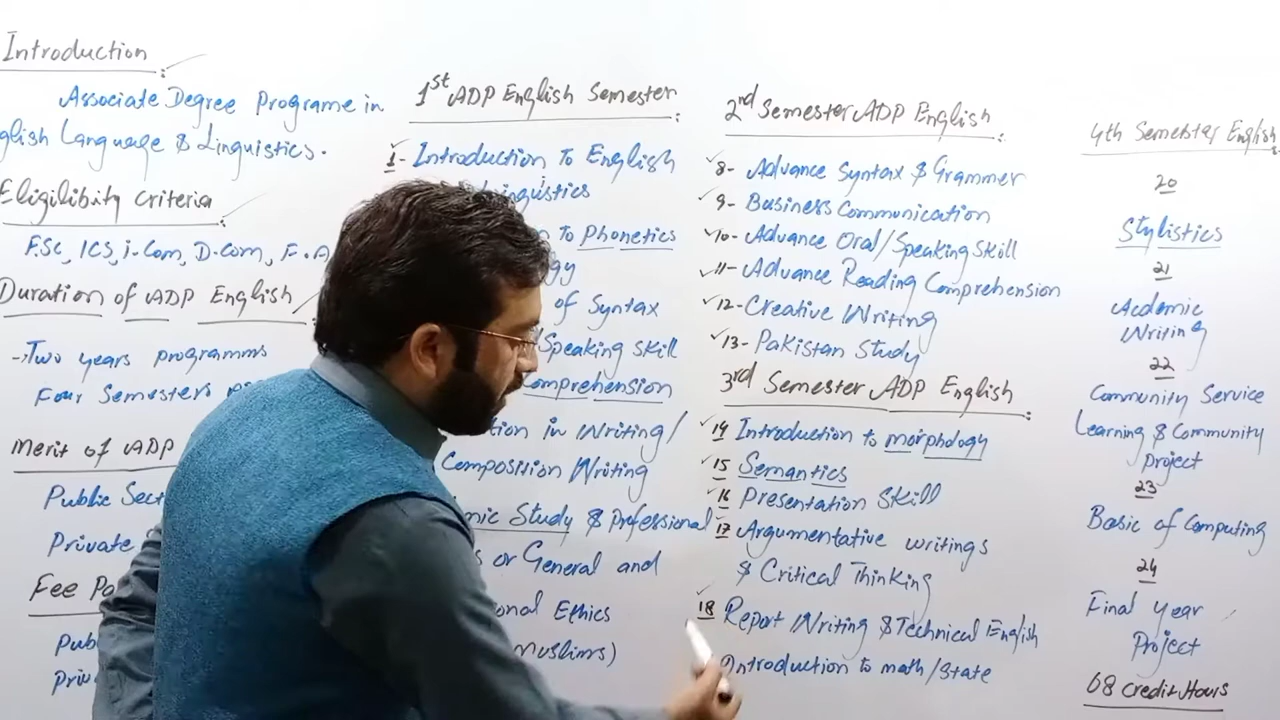 Introduction
Associate Degree Programe in
glish Language & Linguistics.
Eligilibity Criteria
F.Sc, ICS, i-Com, D-Com, F.A
Duration of ADP English
Two years programms
Four Semesters
Merit of ADP
Public Sect
Private
Fee Pa
Pub
Priv
1st ADP English Semester
1- Introduction To English
Linguistics
n To Phonetics
gy
of Syntax
/Speaking Skill
Comprehension
tion in Writing/
Composition Writing
mic Study & Professional
s or General and
onal Ethics
Muslims)
2nd Semester ADP English
8- Advance Syntax & Grammer
9- Business Communication
10- Advance Oral/Speaking Skill
11- Advance Reading Comprehension
12- Creative Writing
13- Pakistan Study
3rd Semester ADP English
14 Introduction to morphology
15 Semantics
16 Presentation Skill
17 Argumentative writings
& Critical Thinking
18 Report Writing & Technical English
Introduction to math/State
4th Semester English
20
Stylistics
21
Acdemic
Writing
22
Community Service
Learning & Community
Project
23
Basic of Computing
24
Final Year
Project
68 Credit Hours